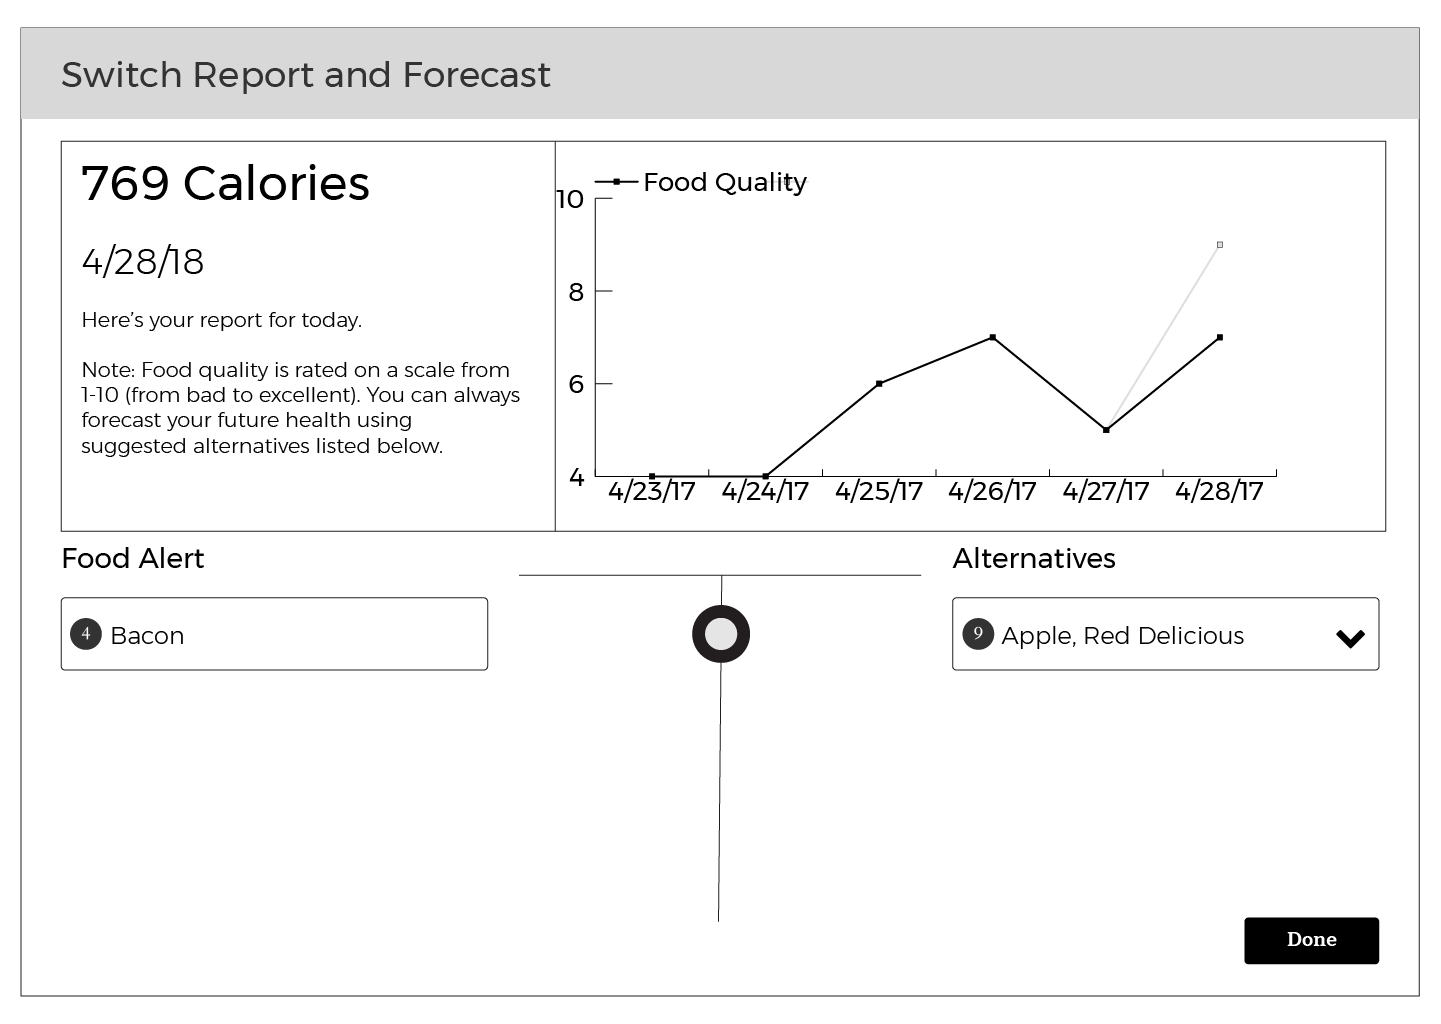 Switch Report and Forecast
769 Calories
4/28/18
Here’s your report for today.
Note: Food quality is rated on a scale from
1-10 (from bad to excellent). You can always
forecast your future health using
suggested alternatives listed below.
Food Quality
10
8
6
4
4/23/17 4/24/17 4/25/17 4/26/17 4/27/17 4/28/17
Food Alert
4 Bacon
Alternatives
9 Apple, Red Delicious
Done